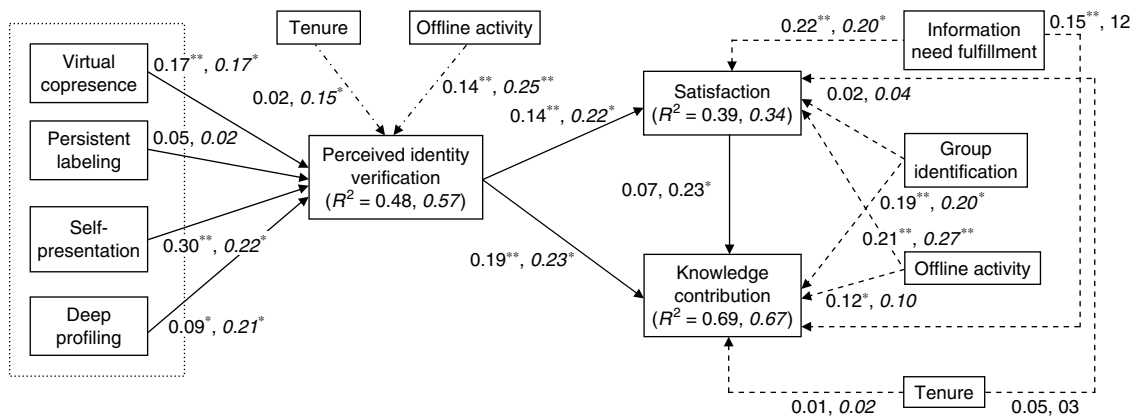 Tenure
Offline activity
0.22**, 0.20*
Information
need fulfillment
0.15**, 12
Virtual
copresence
0.17**, 0.17*
0.02, 0.15*
0.14**, 0.25**
Satisfaction
(R² = 0.39, 0.34)
0.02, 0.04
0.14**, 0.22*
Persistent
labeling
0.05, 0.02
Perceived identity
verification
(R² = 0.48, 0.57)
Group
identification
0.07, 0.23*
0.19**, 0.20*
Self-
presentation
0.30**, 0.22*
0.21**, 0.27**
0.19**, 0.23*
Knowledge
contribution
(R² = 0.69, 0.67)
Offline activity
0.12*, 0.10
Deep
profiling
0.09*, 0.21*
Tenure
0.01, 0.02
0.05, 03